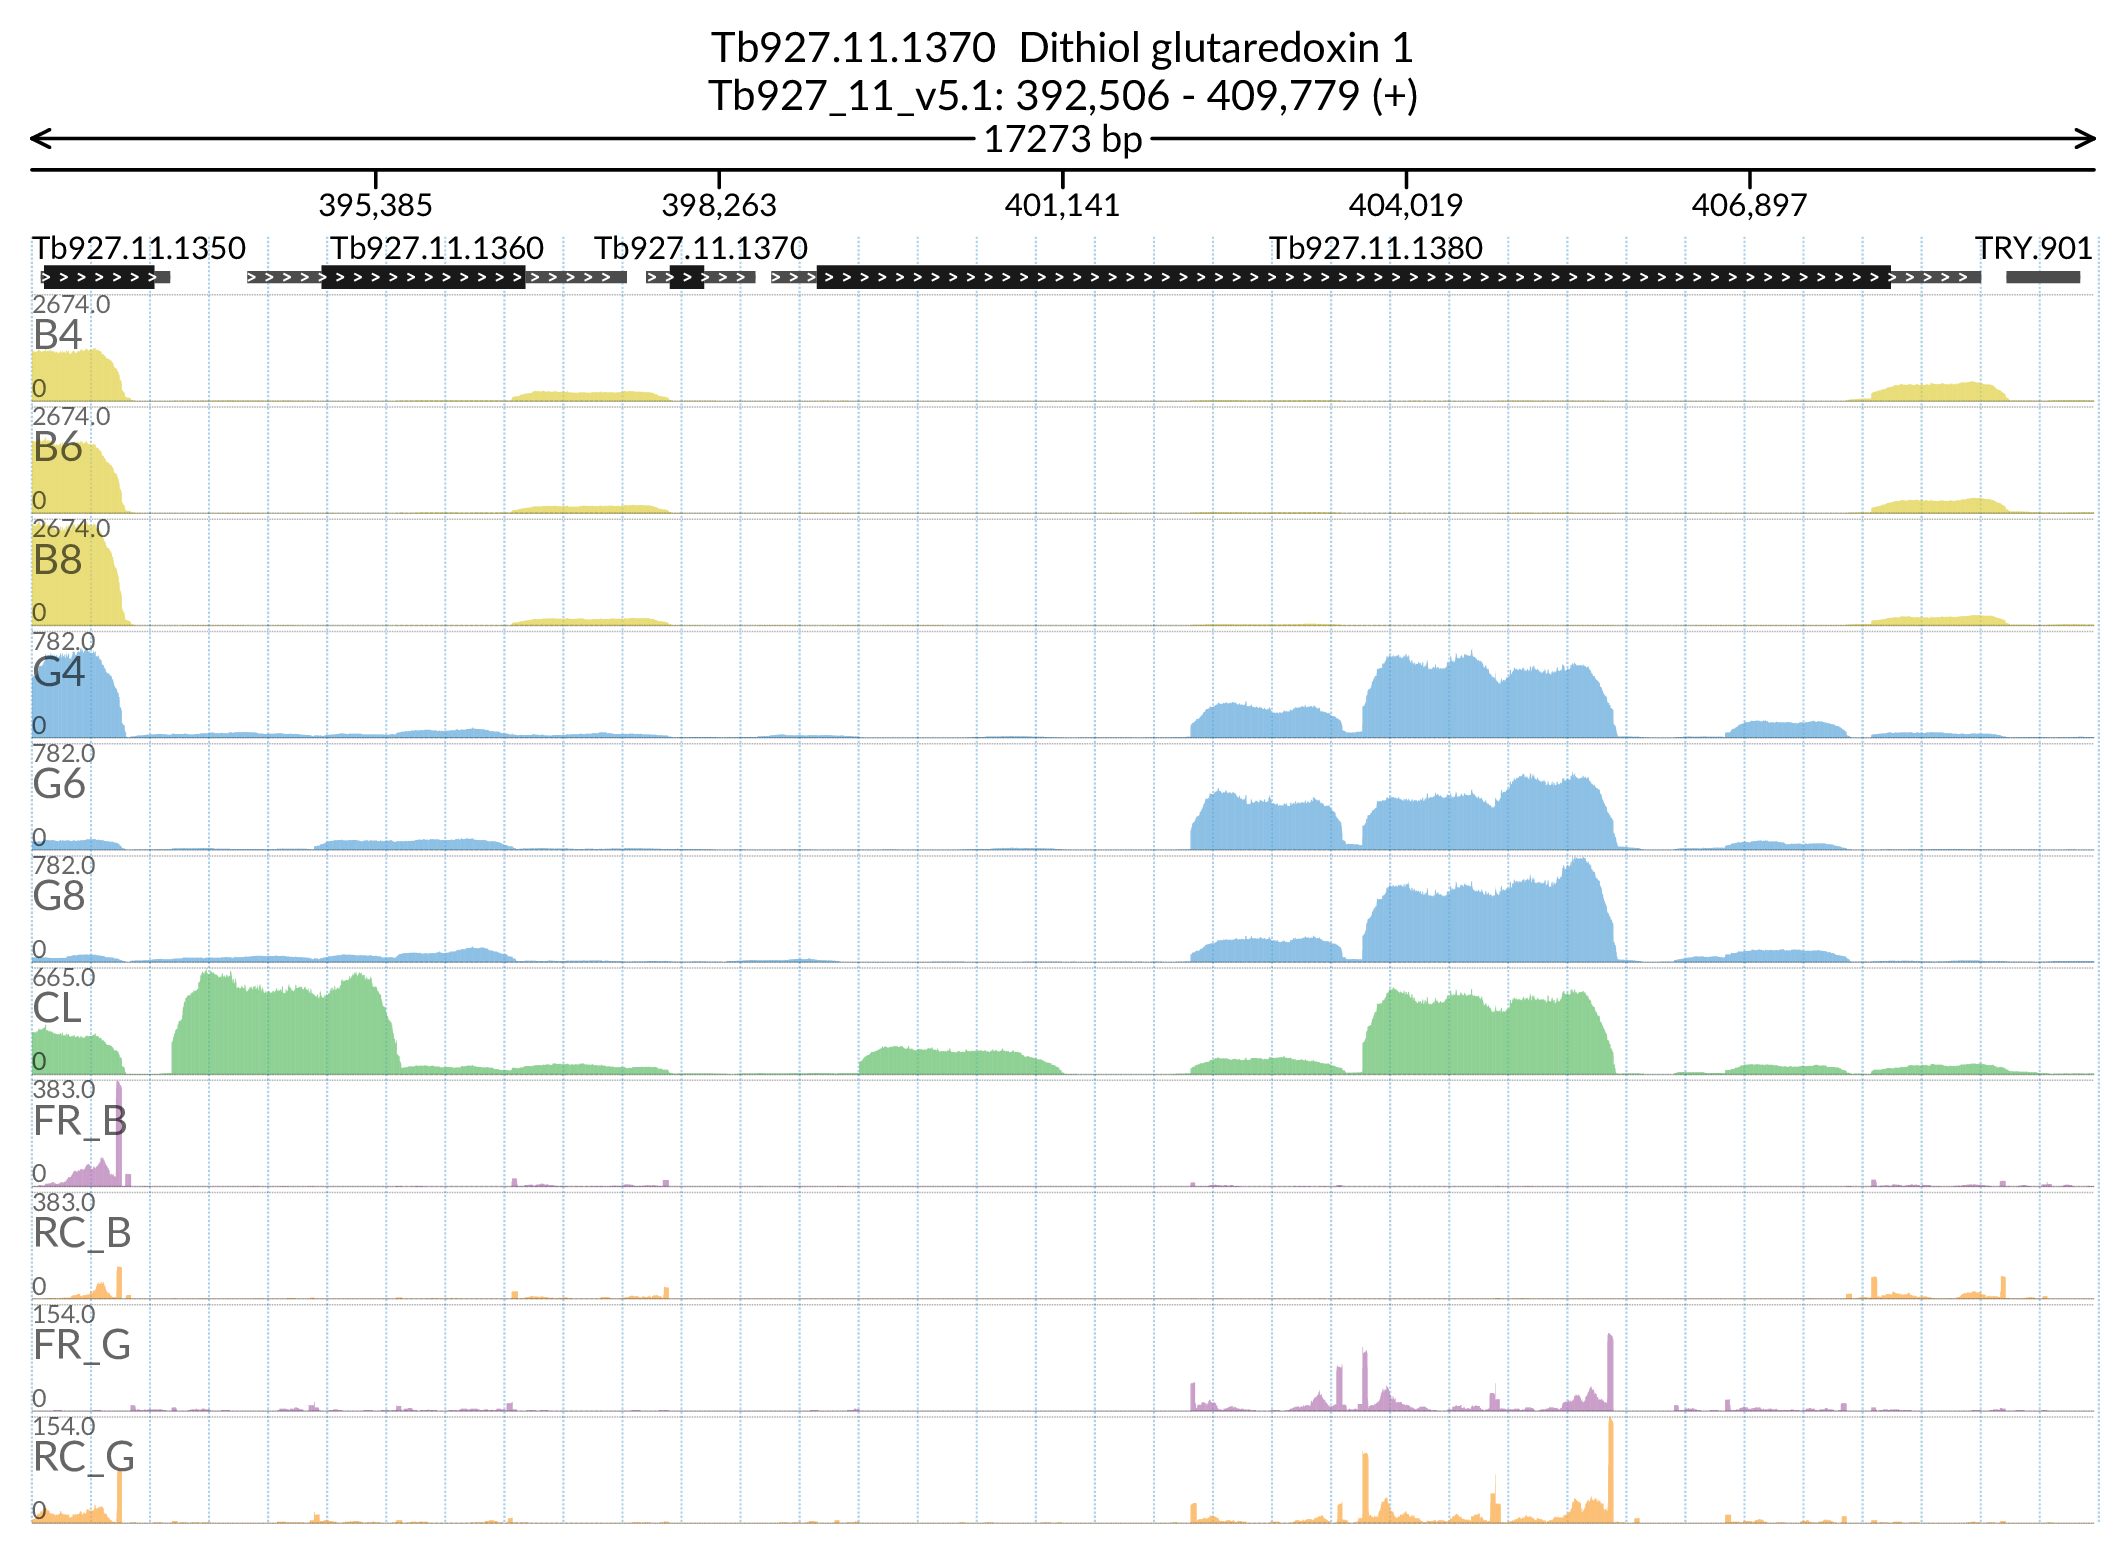 Tb927.11.1370  Dithiol glutaredoxin 1
Tb927_11_v5.1: 392,506 - 409,779 (+)
17273 bp
395,385 398,263 401,141 404,019 406,897
Tb927.11.1350 Tb927.11.1360 Tb927.11.1370 Tb927.11.1380 TRY.901
2674.0
B4
0
2674.0
B6
0
2674.0
B8
0
782.0
G4
0
782.0
G6
0
782.0
G8
0
665.0
CL
0
383.0
FR_B
0
383.0
RC_B
0
154.0
FR_G
0
154.0
RC_G
0